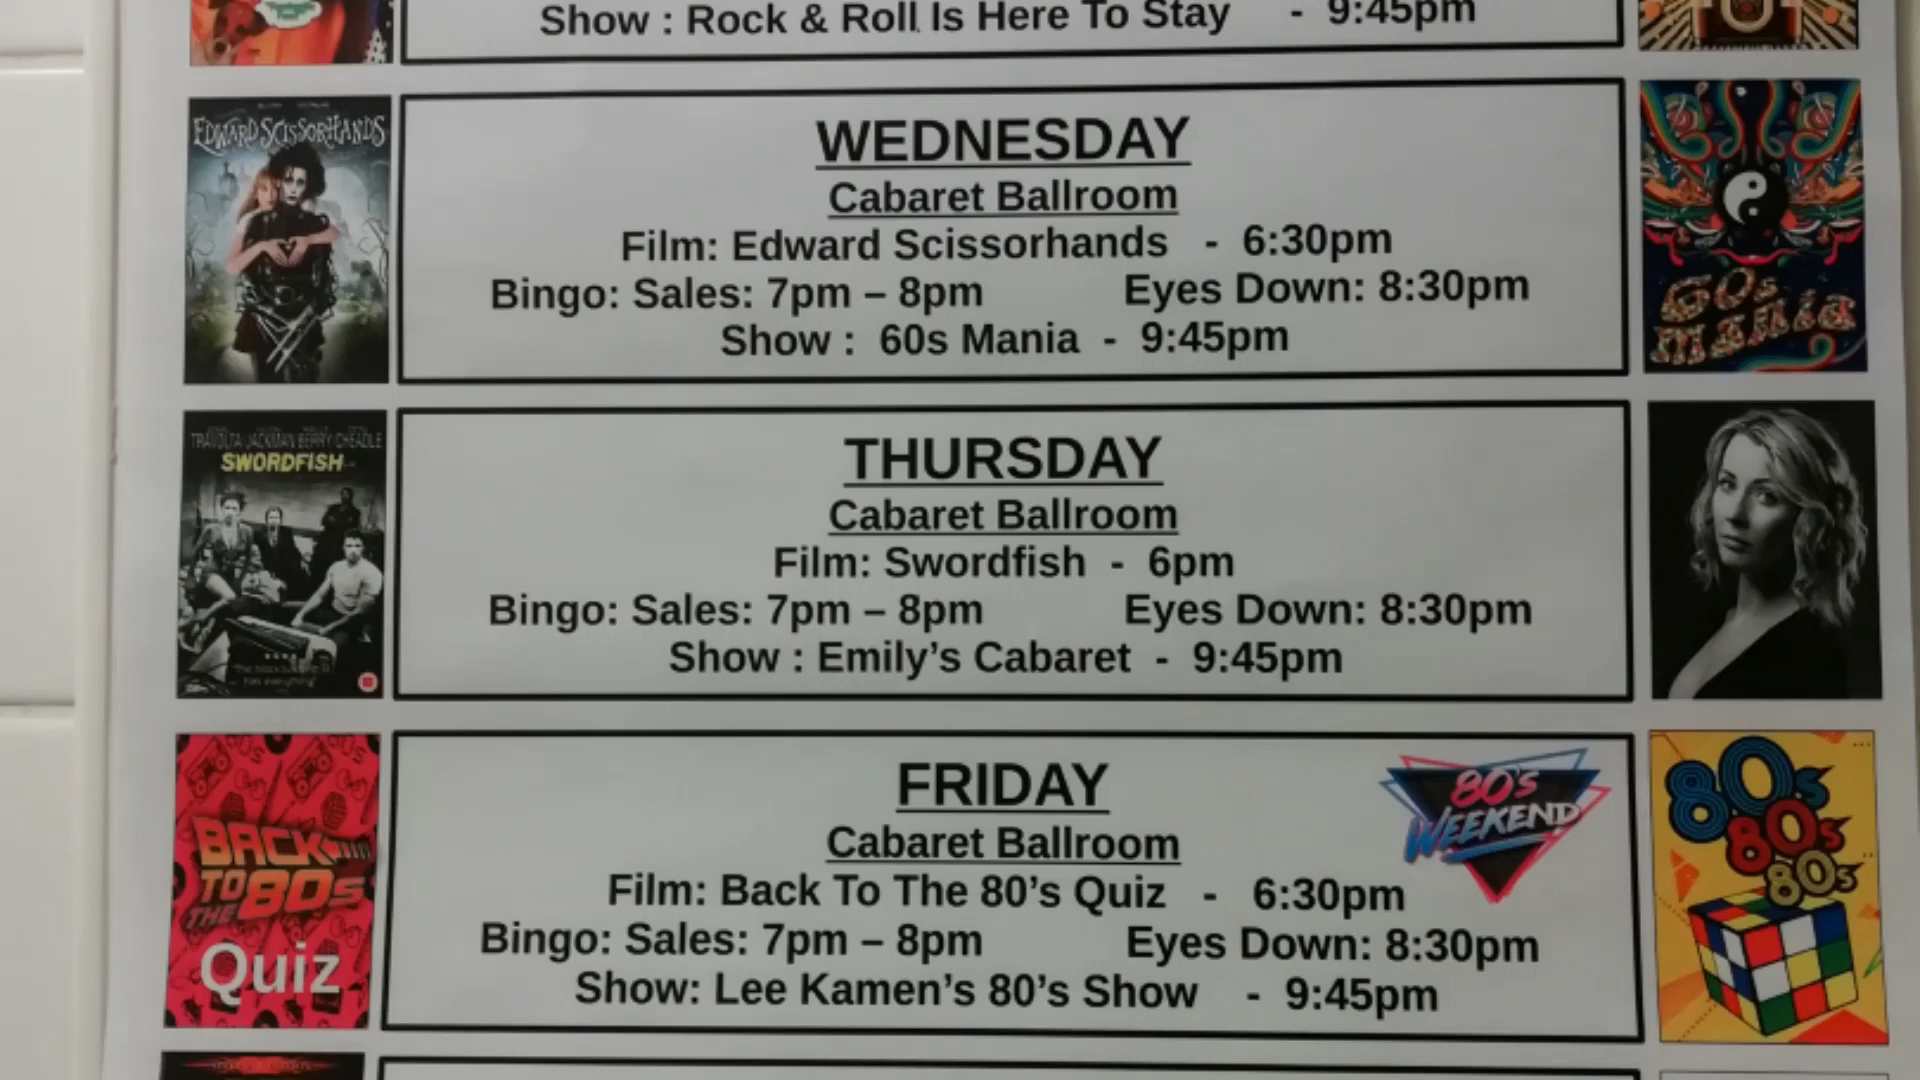 Show : Rock & Roll Is Here To Stay - 9:45pm
EDWARD SCISSORHANDS
WEDNESDAY
Cabaret Ballroom
Film: Edward Scissorhands - 6:30pm
Bingo: Sales: 7pm – 8pm Eyes Down: 8:30pm
Show : 60s Mania - 9:45pm
60s
mania
TRAVOLTA JACKMAN BERRY CHEADLE
SWORDFISH
THURSDAY
Cabaret Ballroom
Film: Swordfish - 6pm
Bingo: Sales: 7pm – 8pm Eyes Down: 8:30pm
Show : Emily’s Cabaret - 9:45pm
BACK
TO
THE 80s
Quiz
FRIDAY
80's
WEEKEND
Cabaret Ballroom
Film: Back To The 80’s Quiz - 6:30pm
Bingo: Sales: 7pm – 8pm Eyes Down: 8:30pm
Show: Lee Kamen’s 80’s Show - 9:45pm
80s
80s
80s